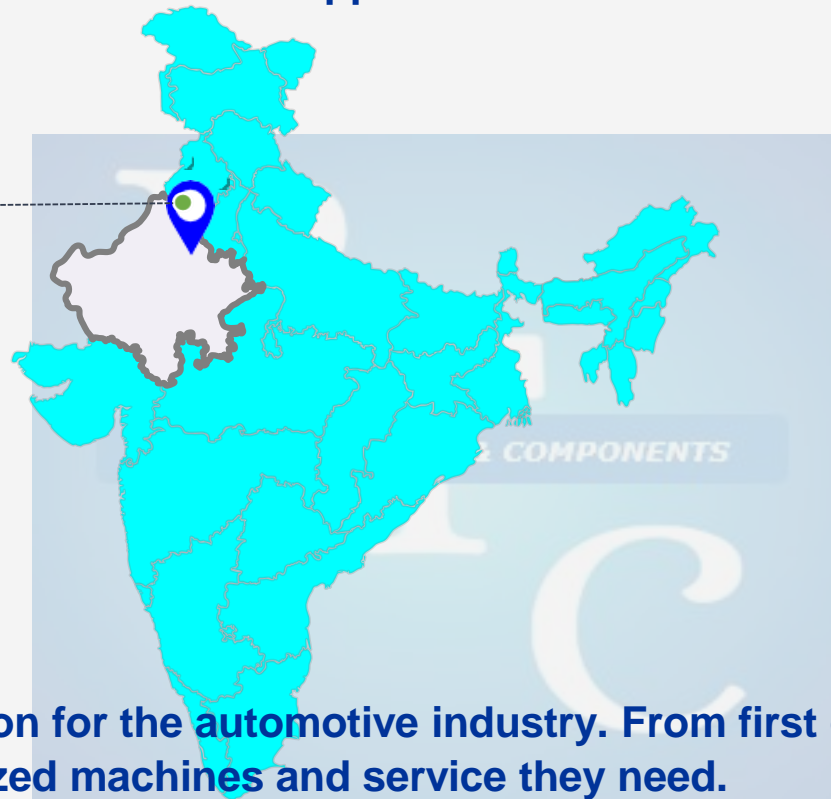 & COMPONENTS
C
on for the automotive industry. From first
zed machines and service they need.